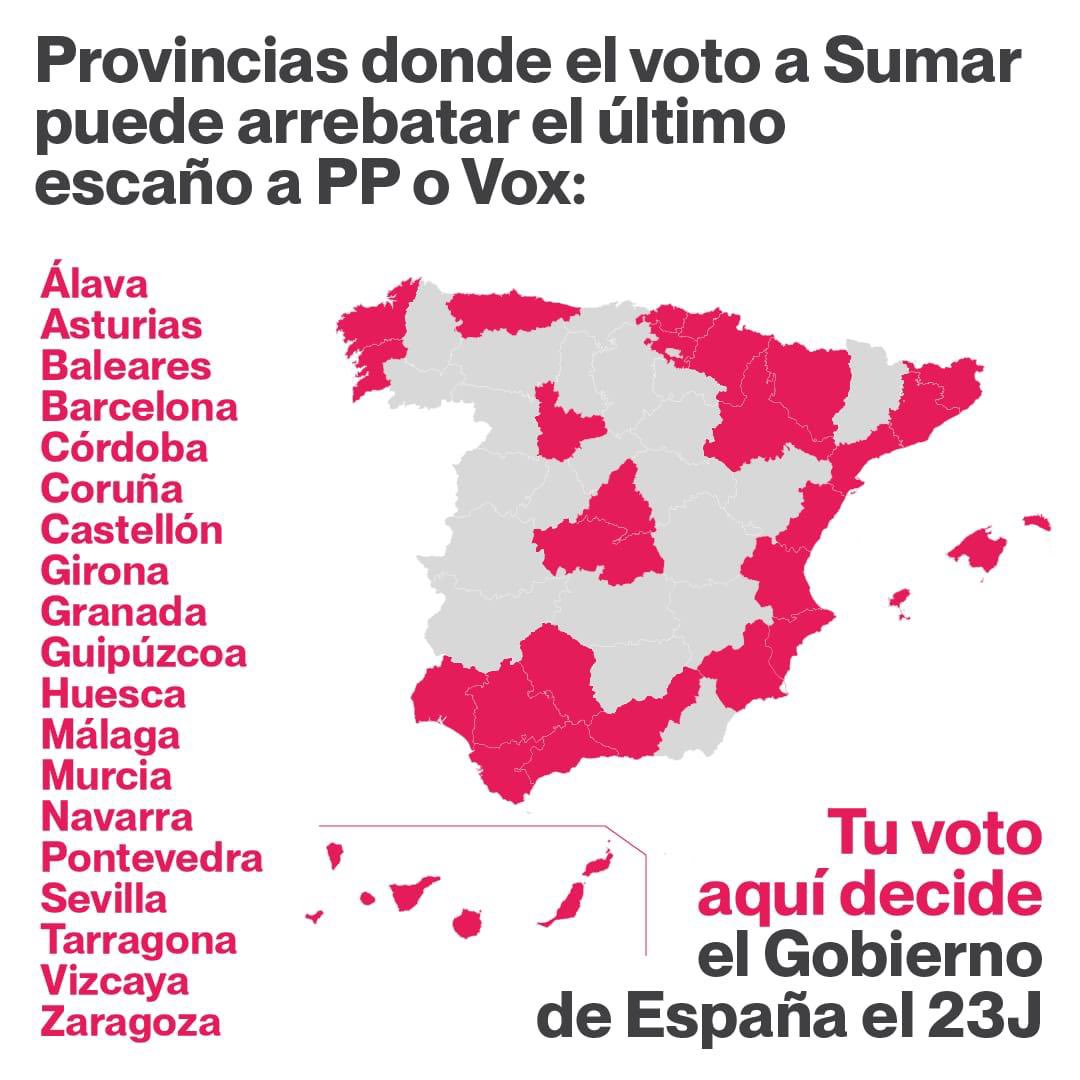 Provincias donde el voto a Sumar
puede arrebatar el último
escaño a PP o Vox:
Álava
Asturias
Baleares
Barcelona
Córdoba
Coruña
Castellón
Girona
Granada
Guipúzcoa
Huesca
Málaga
Murcia
Navarra
Pontevedra
Sevilla
Tarragona
Vizcaya
Zaragoza
Tu voto
aquí decide
el Gobierno
de España el 23J